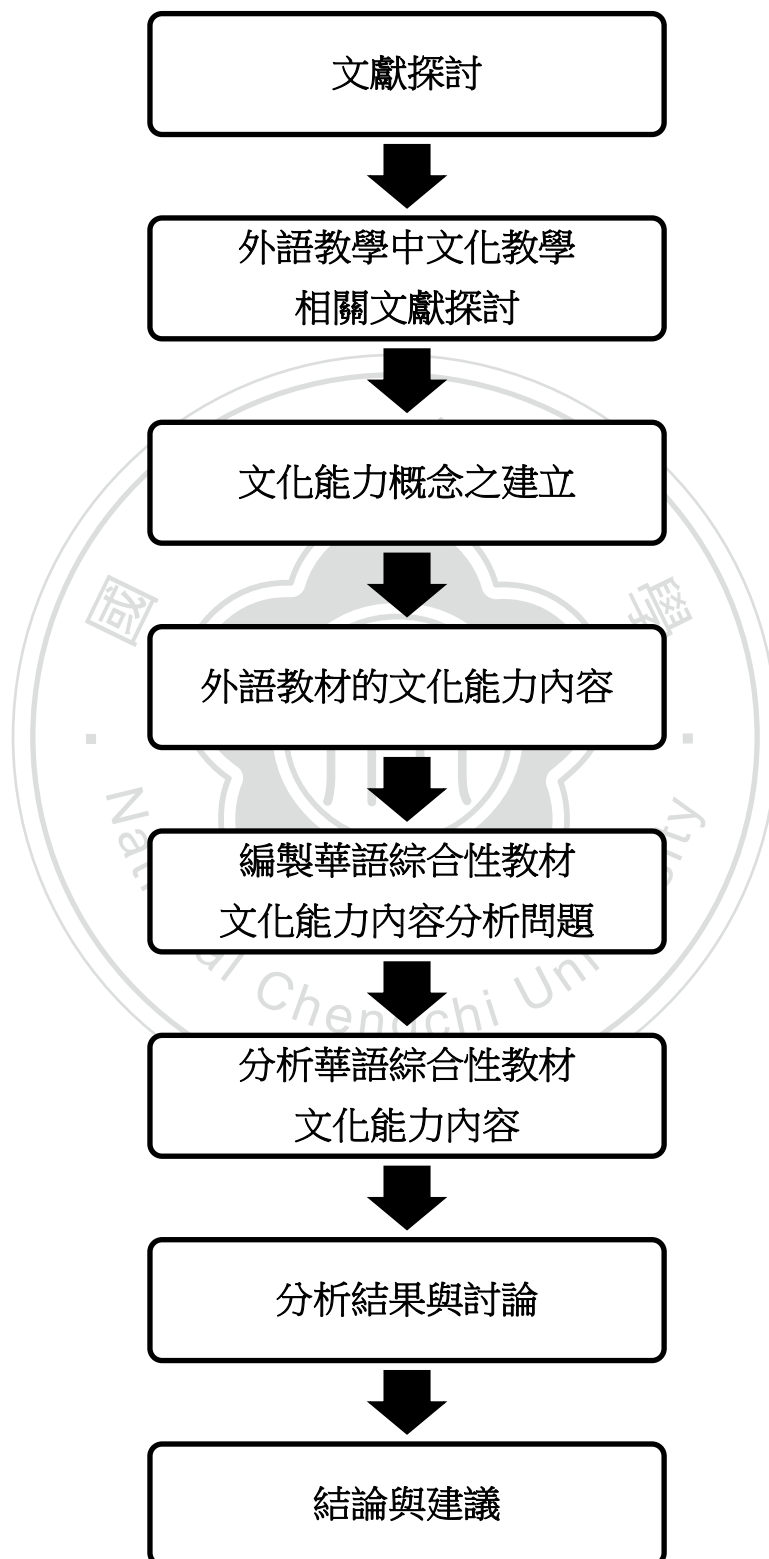 文獻探討
外語教學中文化教學
相關文獻探討
文化能力概念之建立
國
學
外語教材的文化能力內容
編製華語綜合性教材
文化能力內容分析問題
分析華語綜合性教材
文化能力內容
分析結果與討論
結論與建議